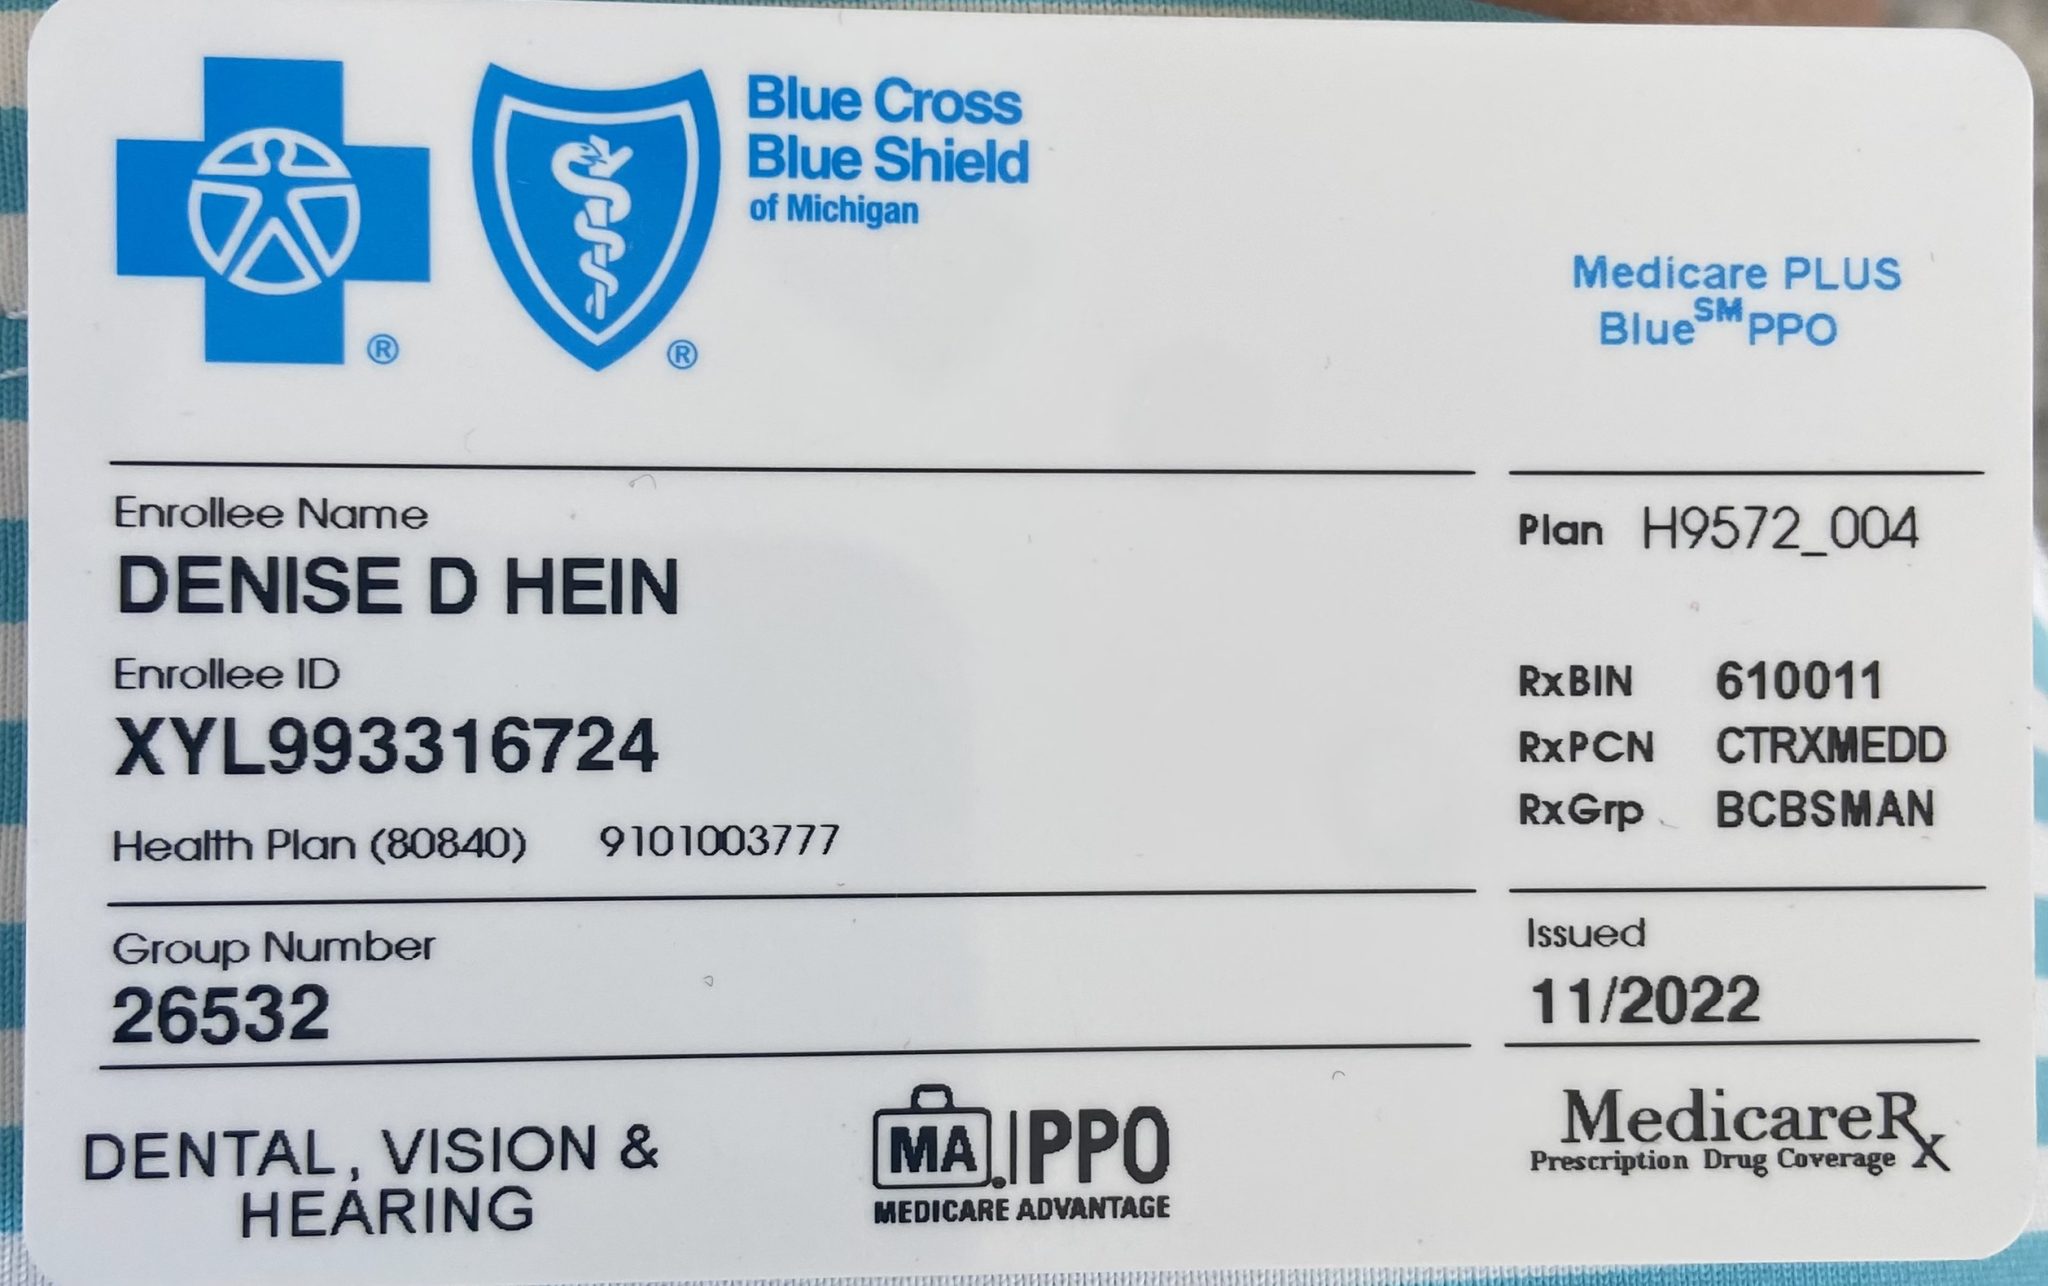 Blue Cross
Blue Shield
of Michigan
® ®
Medicare PLUS
Blue SM PPO
Enrollee Name
DENISE D HEIN
Enrollee ID
XYL993316724
Health Plan (80840) 9101003777
Plan H9572_004
RxBIN 610011
RxPCN CTRXMEDD
RxGrp BCBSMAN
Group Number
26532
Issued
11/2022
DENTAL, VISION &
HEARING
MA PPO
MEDICARE ADVANTAGE
MedicareRx
Prescription Drug Coverage